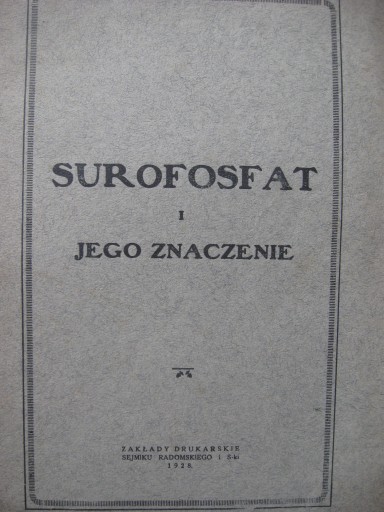 SUROFOSFAT
I
JEGO ZNACZENIE
ZAKŁADY DRUKARSKIE
SEJMIKU RADOMSKIEGO I S-ki
1928